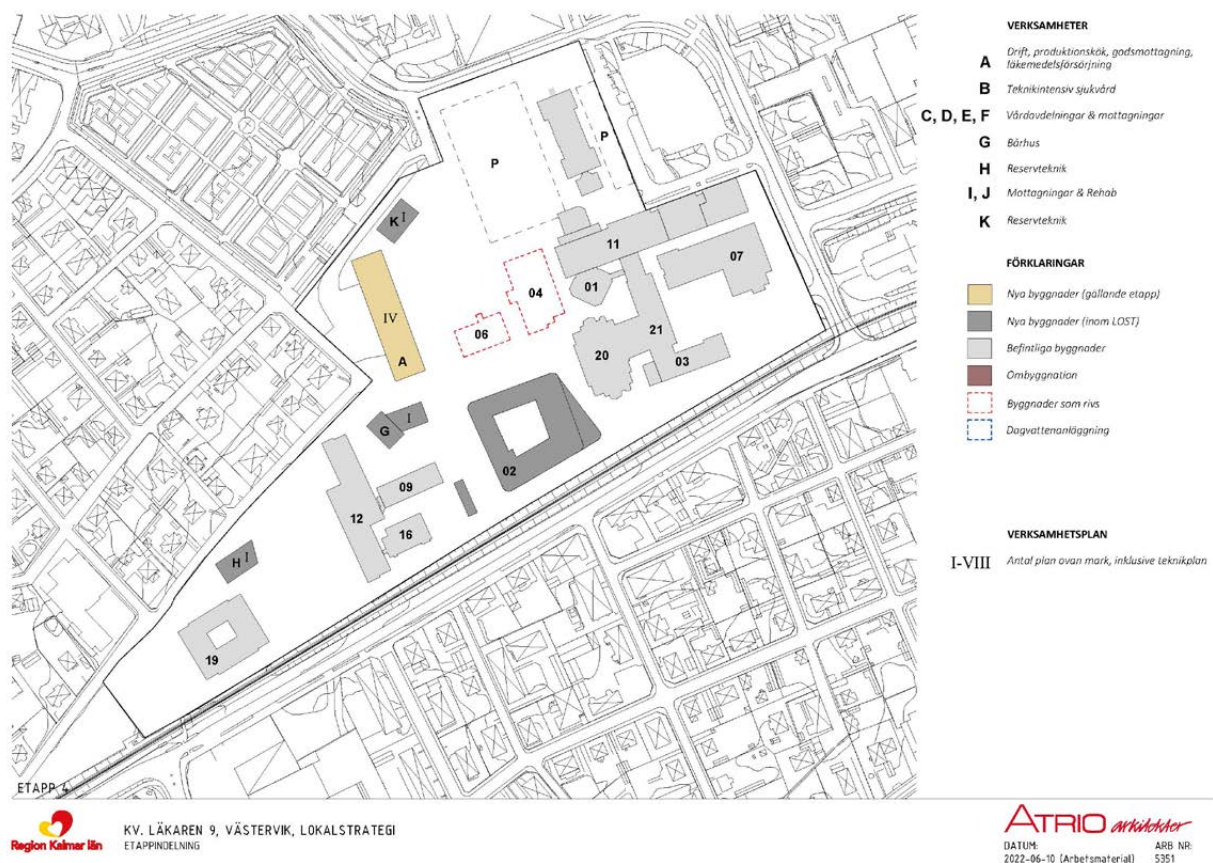 VERKSAMHETER
A Drift, produktionskök, godsmottagning,
läkemedelsförsörjning
B Teknikintensiv sjukvård
C, D, E, F Vårdavdelningar & mottagningar
G Bårhus
H Reservteknik
I, J Mottagningar & Rehab
K Reservteknik
FÖRKLARINGAR
Nya byggnader (gällande etapp)
Nya byggnader (inom LOST)
Befintliga byggnader
Ombyggnation
Byggnader som rivs
Dagvattenanläggning
VERKSAMHETSPLAN
I-VIII Antal plan ovan mark, inklusive teknikplan
P
P
K I
11
07
01
04
IV
06
21
20
03
A
I
G
02
09
12
16
H I
19
ETAPP 4
Region Kalmar län
KV. LÄKAREN 9, VÄSTERVIK, LOKALSTRATEGI
ETAPPINDELNING
ATRIO arkitekter
DATUM: ARB NR:
2022-06-10 (Arbetsmaterial) 5351